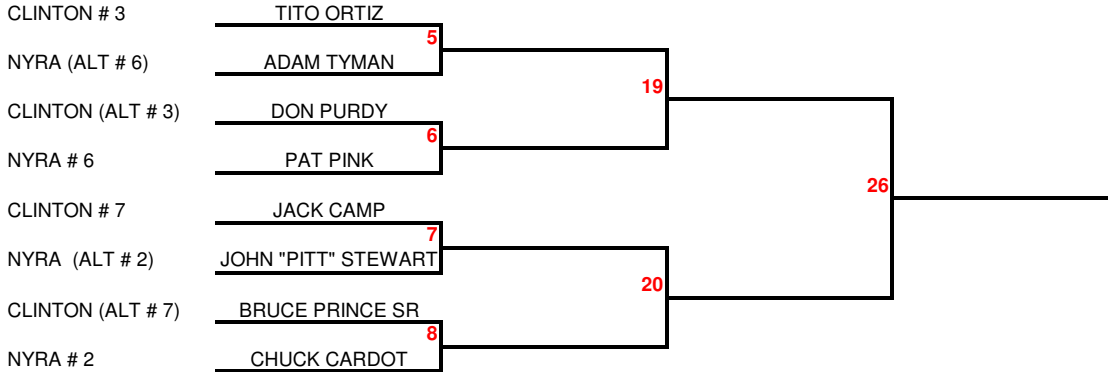 CLINTON # 3 TITO ORTIZ
5
NYRA (ALT # 6) ADAM TYMAN
19
CLINTON (ALT # 3) DON PURDY
6
NYRA # 6 PAT PINK
26
CLINTON # 7 JACK CAMP
7
NYRA (ALT # 2) JOHN "PITT" STEWART
20
CLINTON (ALT # 7) BRUCE PRINCE SR
8
NYRA # 2 CHUCK CARDOT